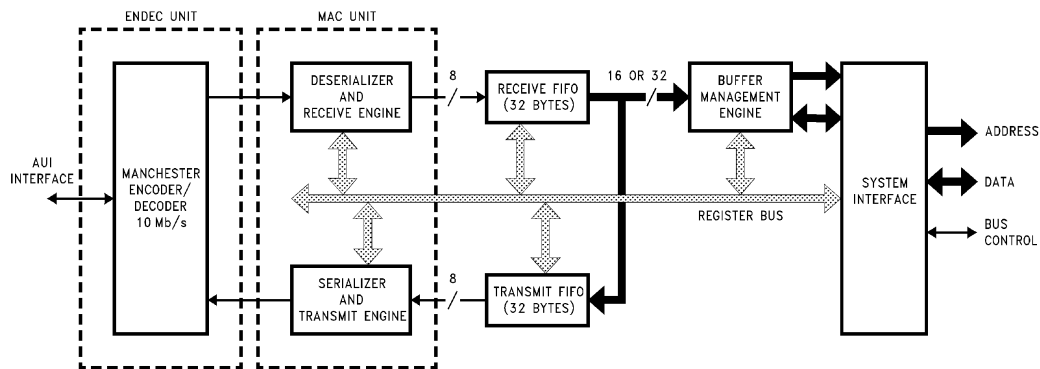 ENDEC UNIT
MAC UNIT
DESERIALIZER
AND
RECEIVE ENGINE
8
RECEIVE FIFO
(32 BYTES)
16 OR 32
BUFFER
MANAGEMENT
ENGINE
AUI
INTERFACE
MANCHESTER
ENCODER/
DECODER
10 Mb/s
REGISTER BUS
SYSTEM
INTERFACE
ADDRESS
DATA
BUS
CONTROL
SERIALIZER
AND
TRANSMIT ENGINE
8
TRANSMIT FIFO
(32 BYTES)